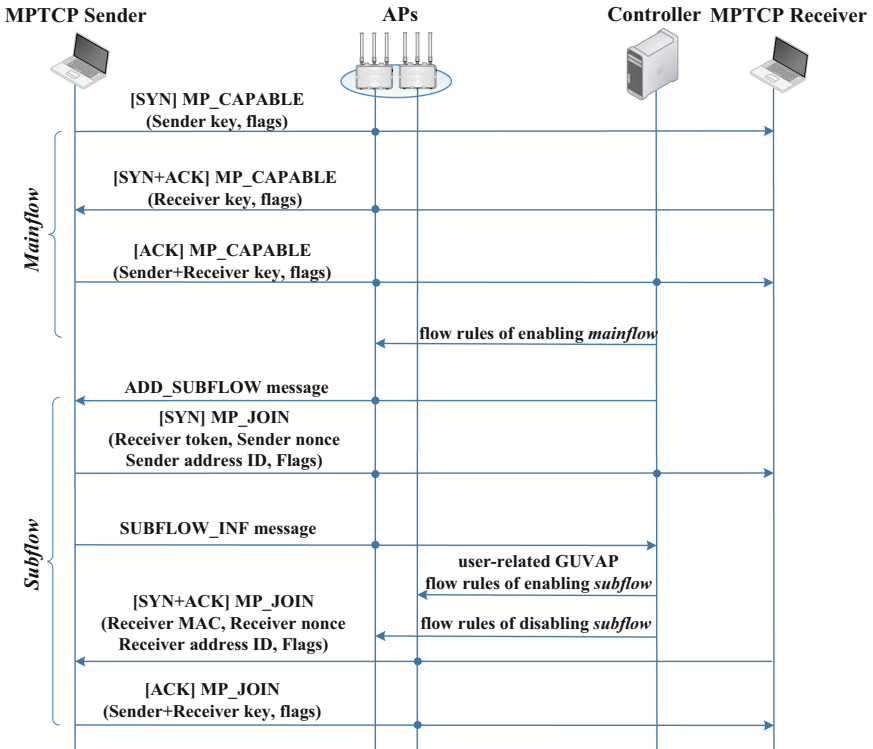 MPTCP Sender
APs
Controller
MPTCP Receiver
[SYN] MP_CAPABLE
(Sender key, flags)
[SYN+ACK] MP_CAPABLE
(Receiver key, flags)
Mainflow
[ACK] MP_CAPABLE
(Sender+Receiver key, flags)
flow rules of enabling mainflow
ADD_SUBFLOW message
[SYN] MP_JOIN
(Receiver token, Sender nonce
Sender address ID, Flags)
SUBFLOW_INF message
Subflow
user-related GUVAP
flow rules of enabling subflow
[SYN+ACK] MP_JOIN
(Receiver MAC, Receiver nonce
Receiver address ID, Flags)
flow rules of disabling subflow
[ACK] MP_JOIN
(Sender+Receiver key, flags)